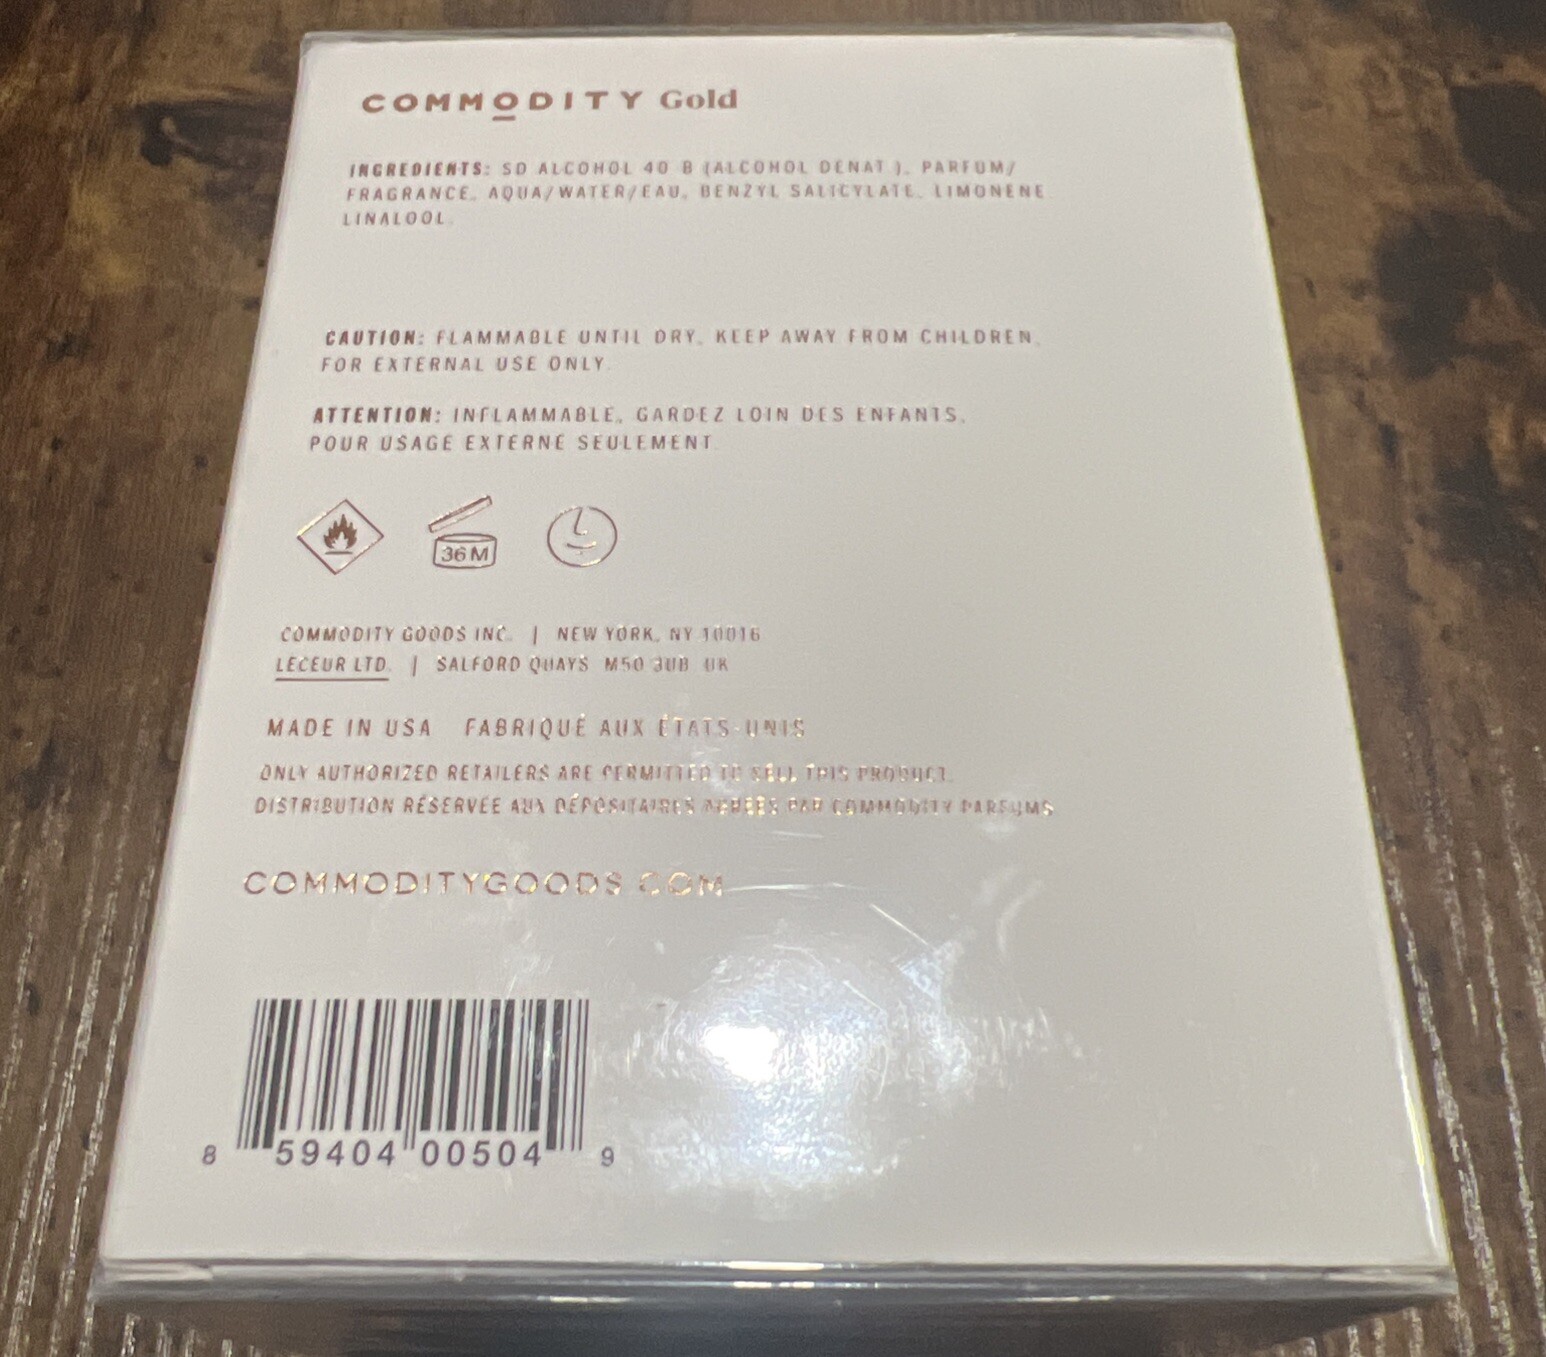 COMMODITY Gold
INGREDIENTS: SD ALCOHOL 40 B (ALCOHOL DENAT.), PARFUM/
FRAGRANCE, AQUA/WATER/EAU, BENZYL SALICYLATE, LIMONENE
LINALOOL.
CAUTION: FLAMMABLE UNTIL DRY, KEEP AWAY FROM CHILDREN,
FOR EXTERNAL USE ONLY.
ATTENTION: INFLAMMABLE, GARDEZ LOIN DES ENFANTS,
POUR USAGE EXTERNE SEULEMENT.
36M
COMMODITY GOODS INC. | NEW YORK, NY 10016
LECEUR LTD. | SALFORD QUAYS M50 3UB UK
MADE IN USA FABRIQUÉ AUX ÉTATS-UNIS
ONLY AUTHORIZED RETAILERS ARE PERMITTED TO SELL THIS PRODUCT.
DISTRIBUTION RÉSERVÉE AUX DÉPOSITAIRES AGRÉÉS PAR COMMODITY PARFUMS
COMMODITYGOODS.COM
8 59404 00504 9